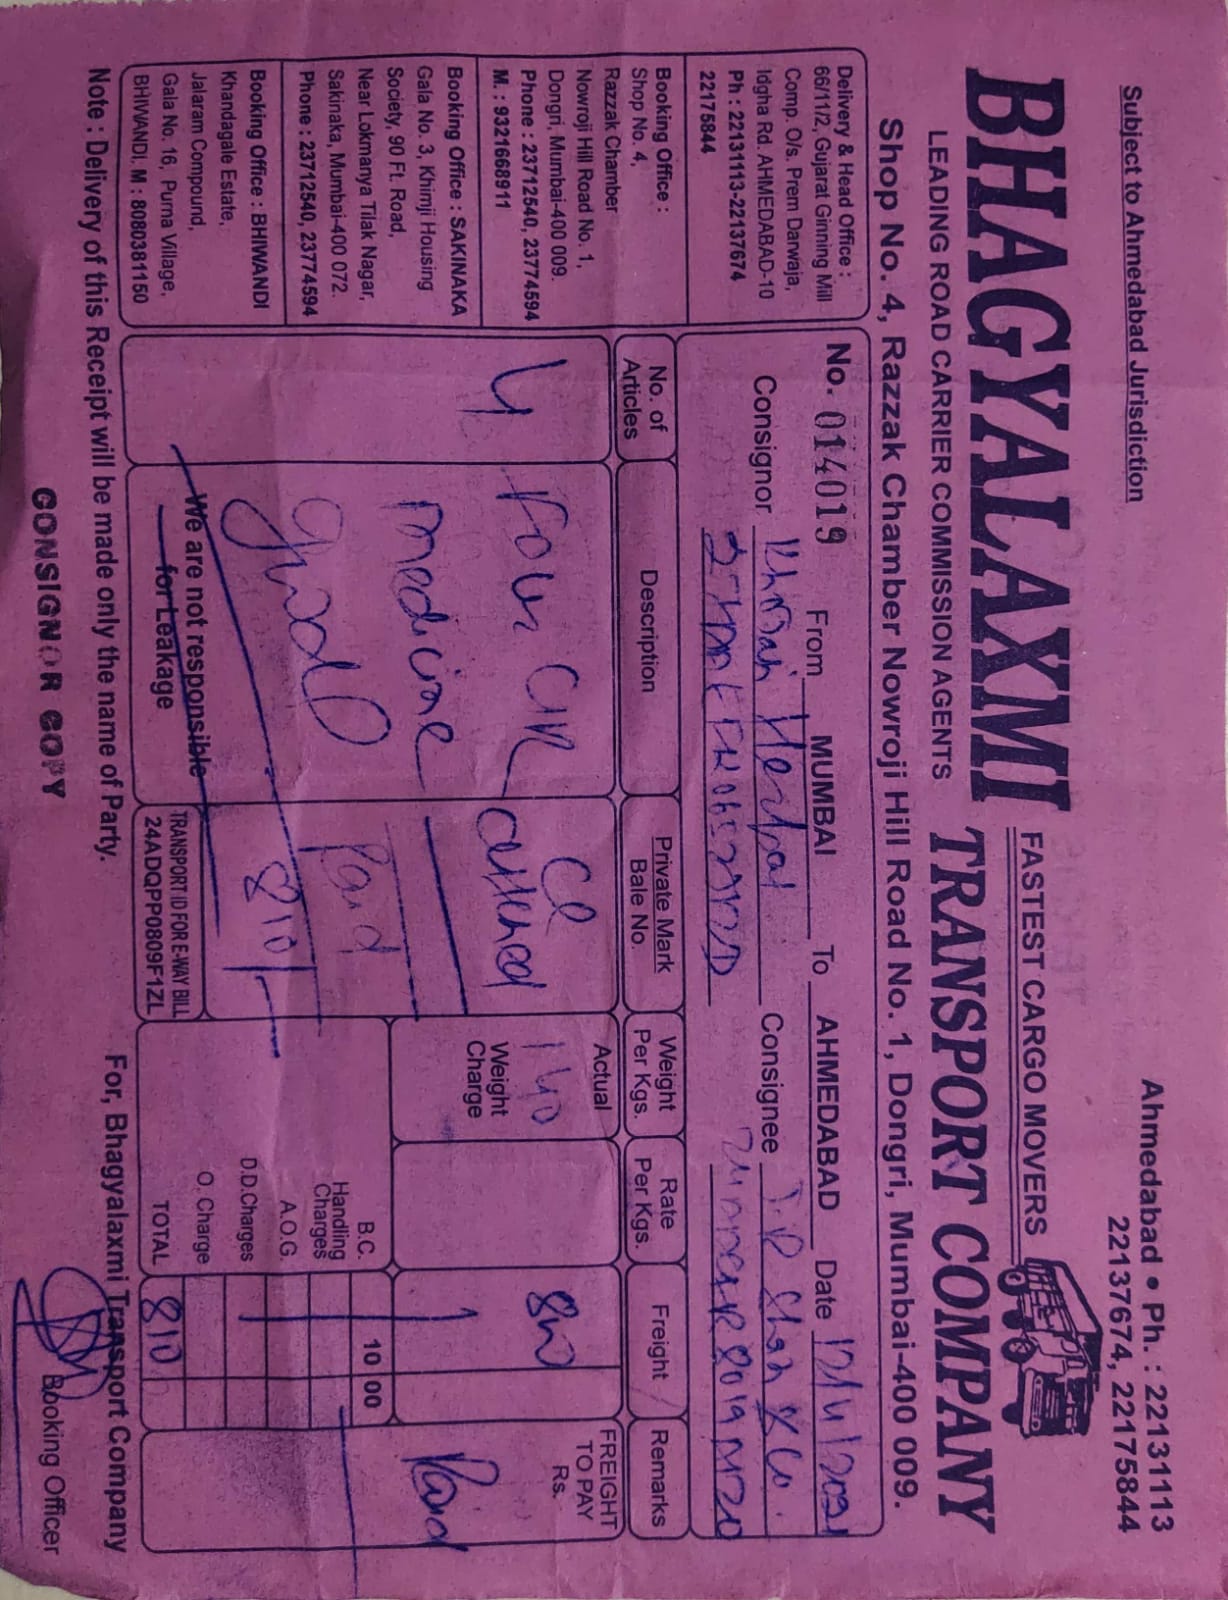 Subject to Ahmedabad Jurisdiction
Ahmedabad • Ph. : 22131113
22137674, 22175844
BHAGYALAXMI
FASTEST CARGO MOVERS
TRANSPORT COMPANY
LEADING ROAD CARRIER COMMISSION AGENTS
Shop No. 4, Razzak Chamber Nowroji Hill Road No. 1, Dongri, Mumbai-400 009.
Delivery & Head Office :
66/11/2, Gujarat Ginning Mill
Comp. O/s. Prem Darwaja,
Idgha Rd. AHMEDABAD-10
Ph : 22131113-22137674
22175844
Booking Office :
Shop No. 4,
Razzak Chamber
Nowroji Hill Road No. 1,
Dongri, Mumbai-400 009.
Phone : 23712540, 23774594
M. : 9321668911
Booking Office : SAKINAKA
Gala No. 3, Khimji Housing
Society, 90 Ft. Road,
Near Lokmanya Tilak Nagar,
Sakinaka, Mumbai-400 072.
Phone : 23712540, 23774594
Booking Office : BHIWANDI
Khandagale Estate,
Jalaram Compound,
Gala No. 16, Purna Village,
BHIVANDI. M : 8080381150
No. 014019 From MUMBAI To AHMEDABAD Date
Consignor Consignee Shah & Co.
No. of Articles
Description
Private Mark
Bale No.
Weight Per Kgs.
Rate Per Kgs.
Freight
Remarks
4
Four
medicine
Good
Paid
810/-
Actual
140
Weight Charge
800
FREIGHT TO PAY Rs.
Paid
B.C. 10 00
Handling Charges
A.O.G.
D.D.Charges
O. Charge
TOTAL 810
We are not responsible
for Leakage
TRANSPORT ID FOR E-WAY BILL
24ADQPP0809F1ZL
Note : Delivery of this Receipt will be made only the name of Party.
For, Bhagyalaxmi Transport Company
Booking Officer
CONSIGNOR COPY